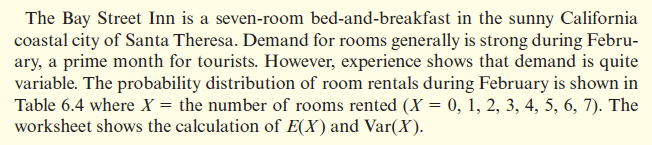 The Bay Street Inn is a seven-room bed-and-breakfast in the sunny California
coastal city of Santa Theresa. Demand for rooms generally is strong during Febru-
ary, a prime month for tourists. However, experience shows that demand is quite
variable. The probability distribution of room rentals during February is shown in
Table 6.4 where X = the number of rooms rented (X = 0, 1, 2, 3, 4, 5, 6, 7). The
worksheet shows the calculation of E(X) and Var(X).